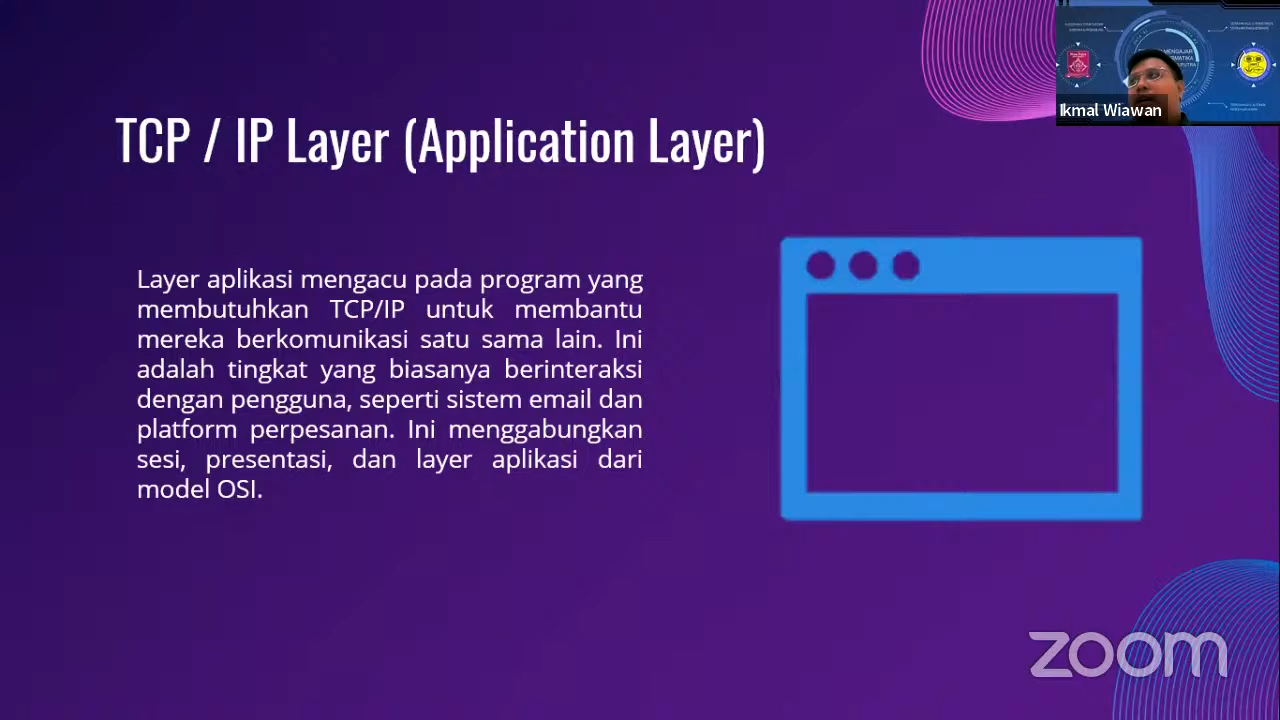 TCP / IP Layer (Application Layer)
Layer aplikasi mengacu pada program yang
membutuhkan TCP/IP untuk membantu
mereka berkomunikasi satu sama lain. Ini
adalah tingkat yang biasanya berinteraksi
dengan pengguna, seperti sistem email dan
platform perpesanan. Ini menggabungkan
sesi, presentasi, dan layer aplikasi dari
model OSI.
MENGAJAR
Ikmal Wiawan
zoom